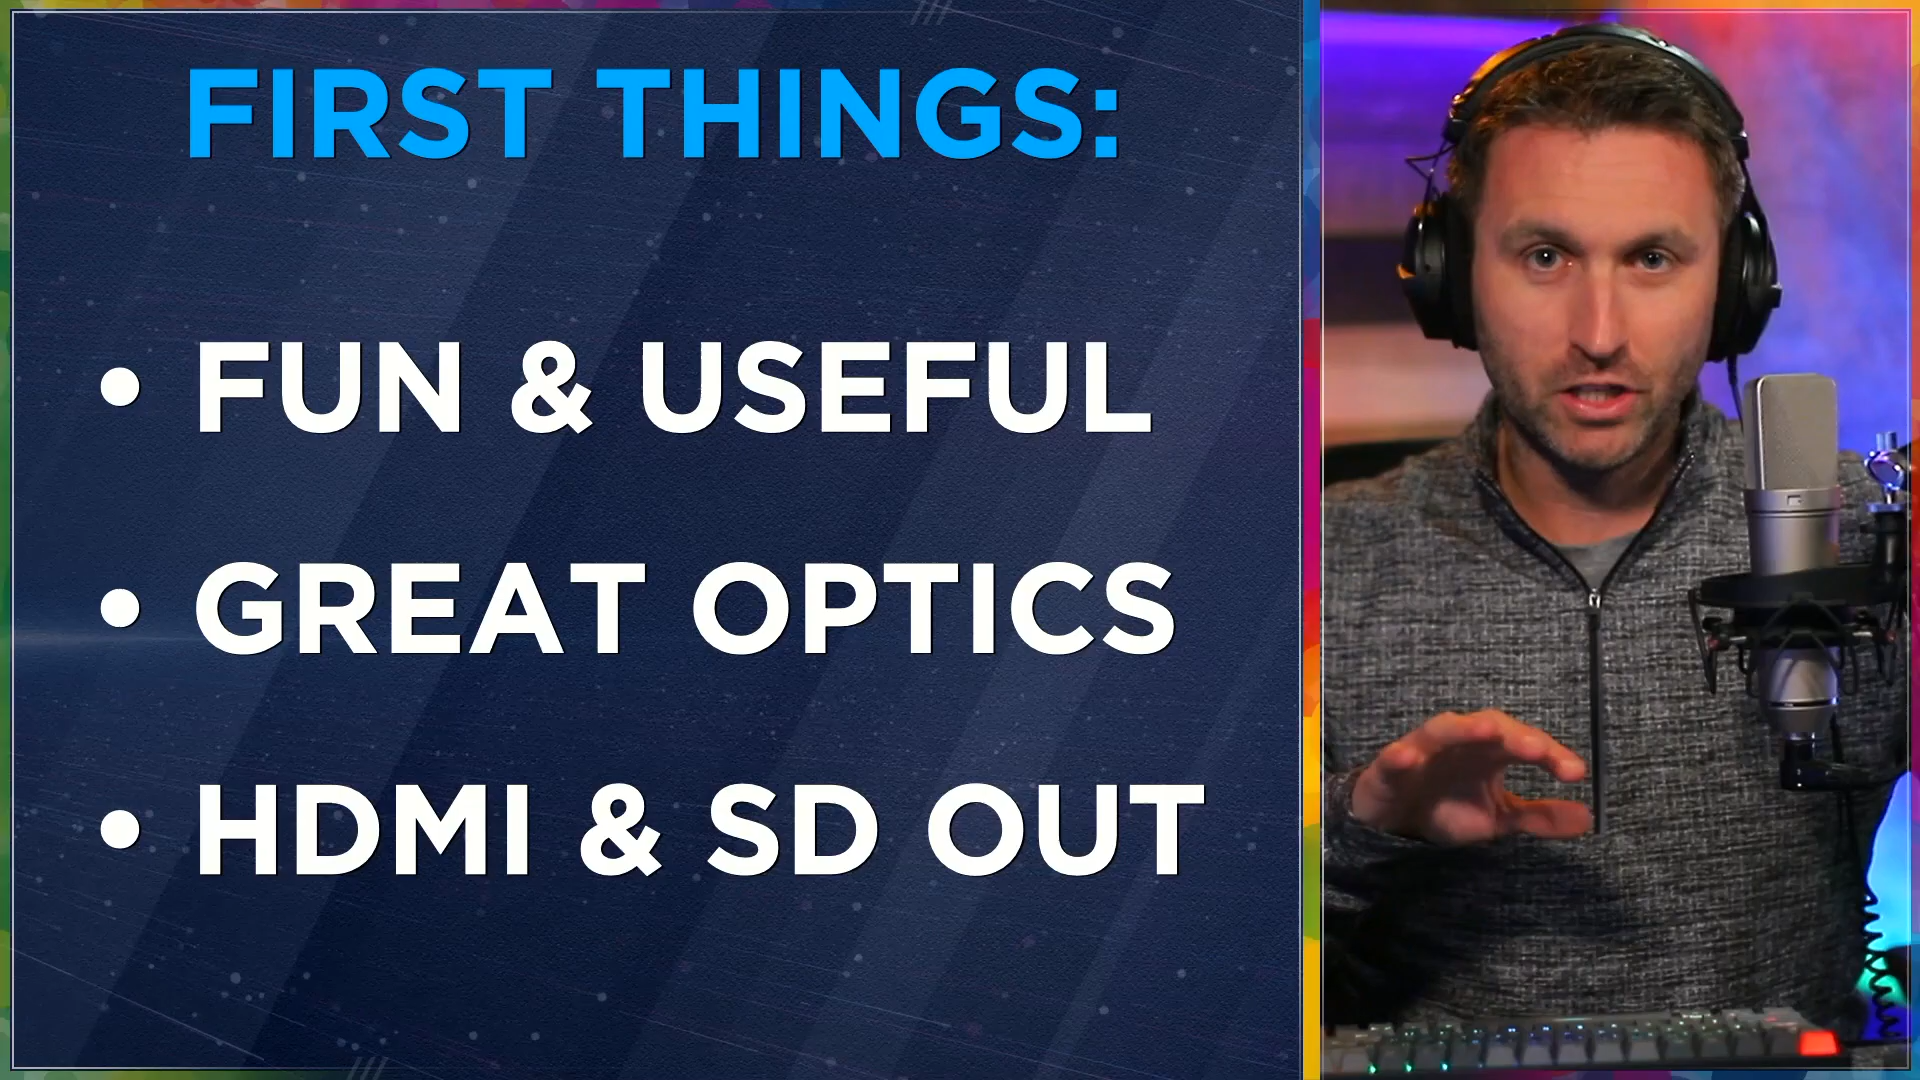 FIRST THINGS:
• FUN & USEFUL
• GREAT OPTICS
• HDMI & SD OUT